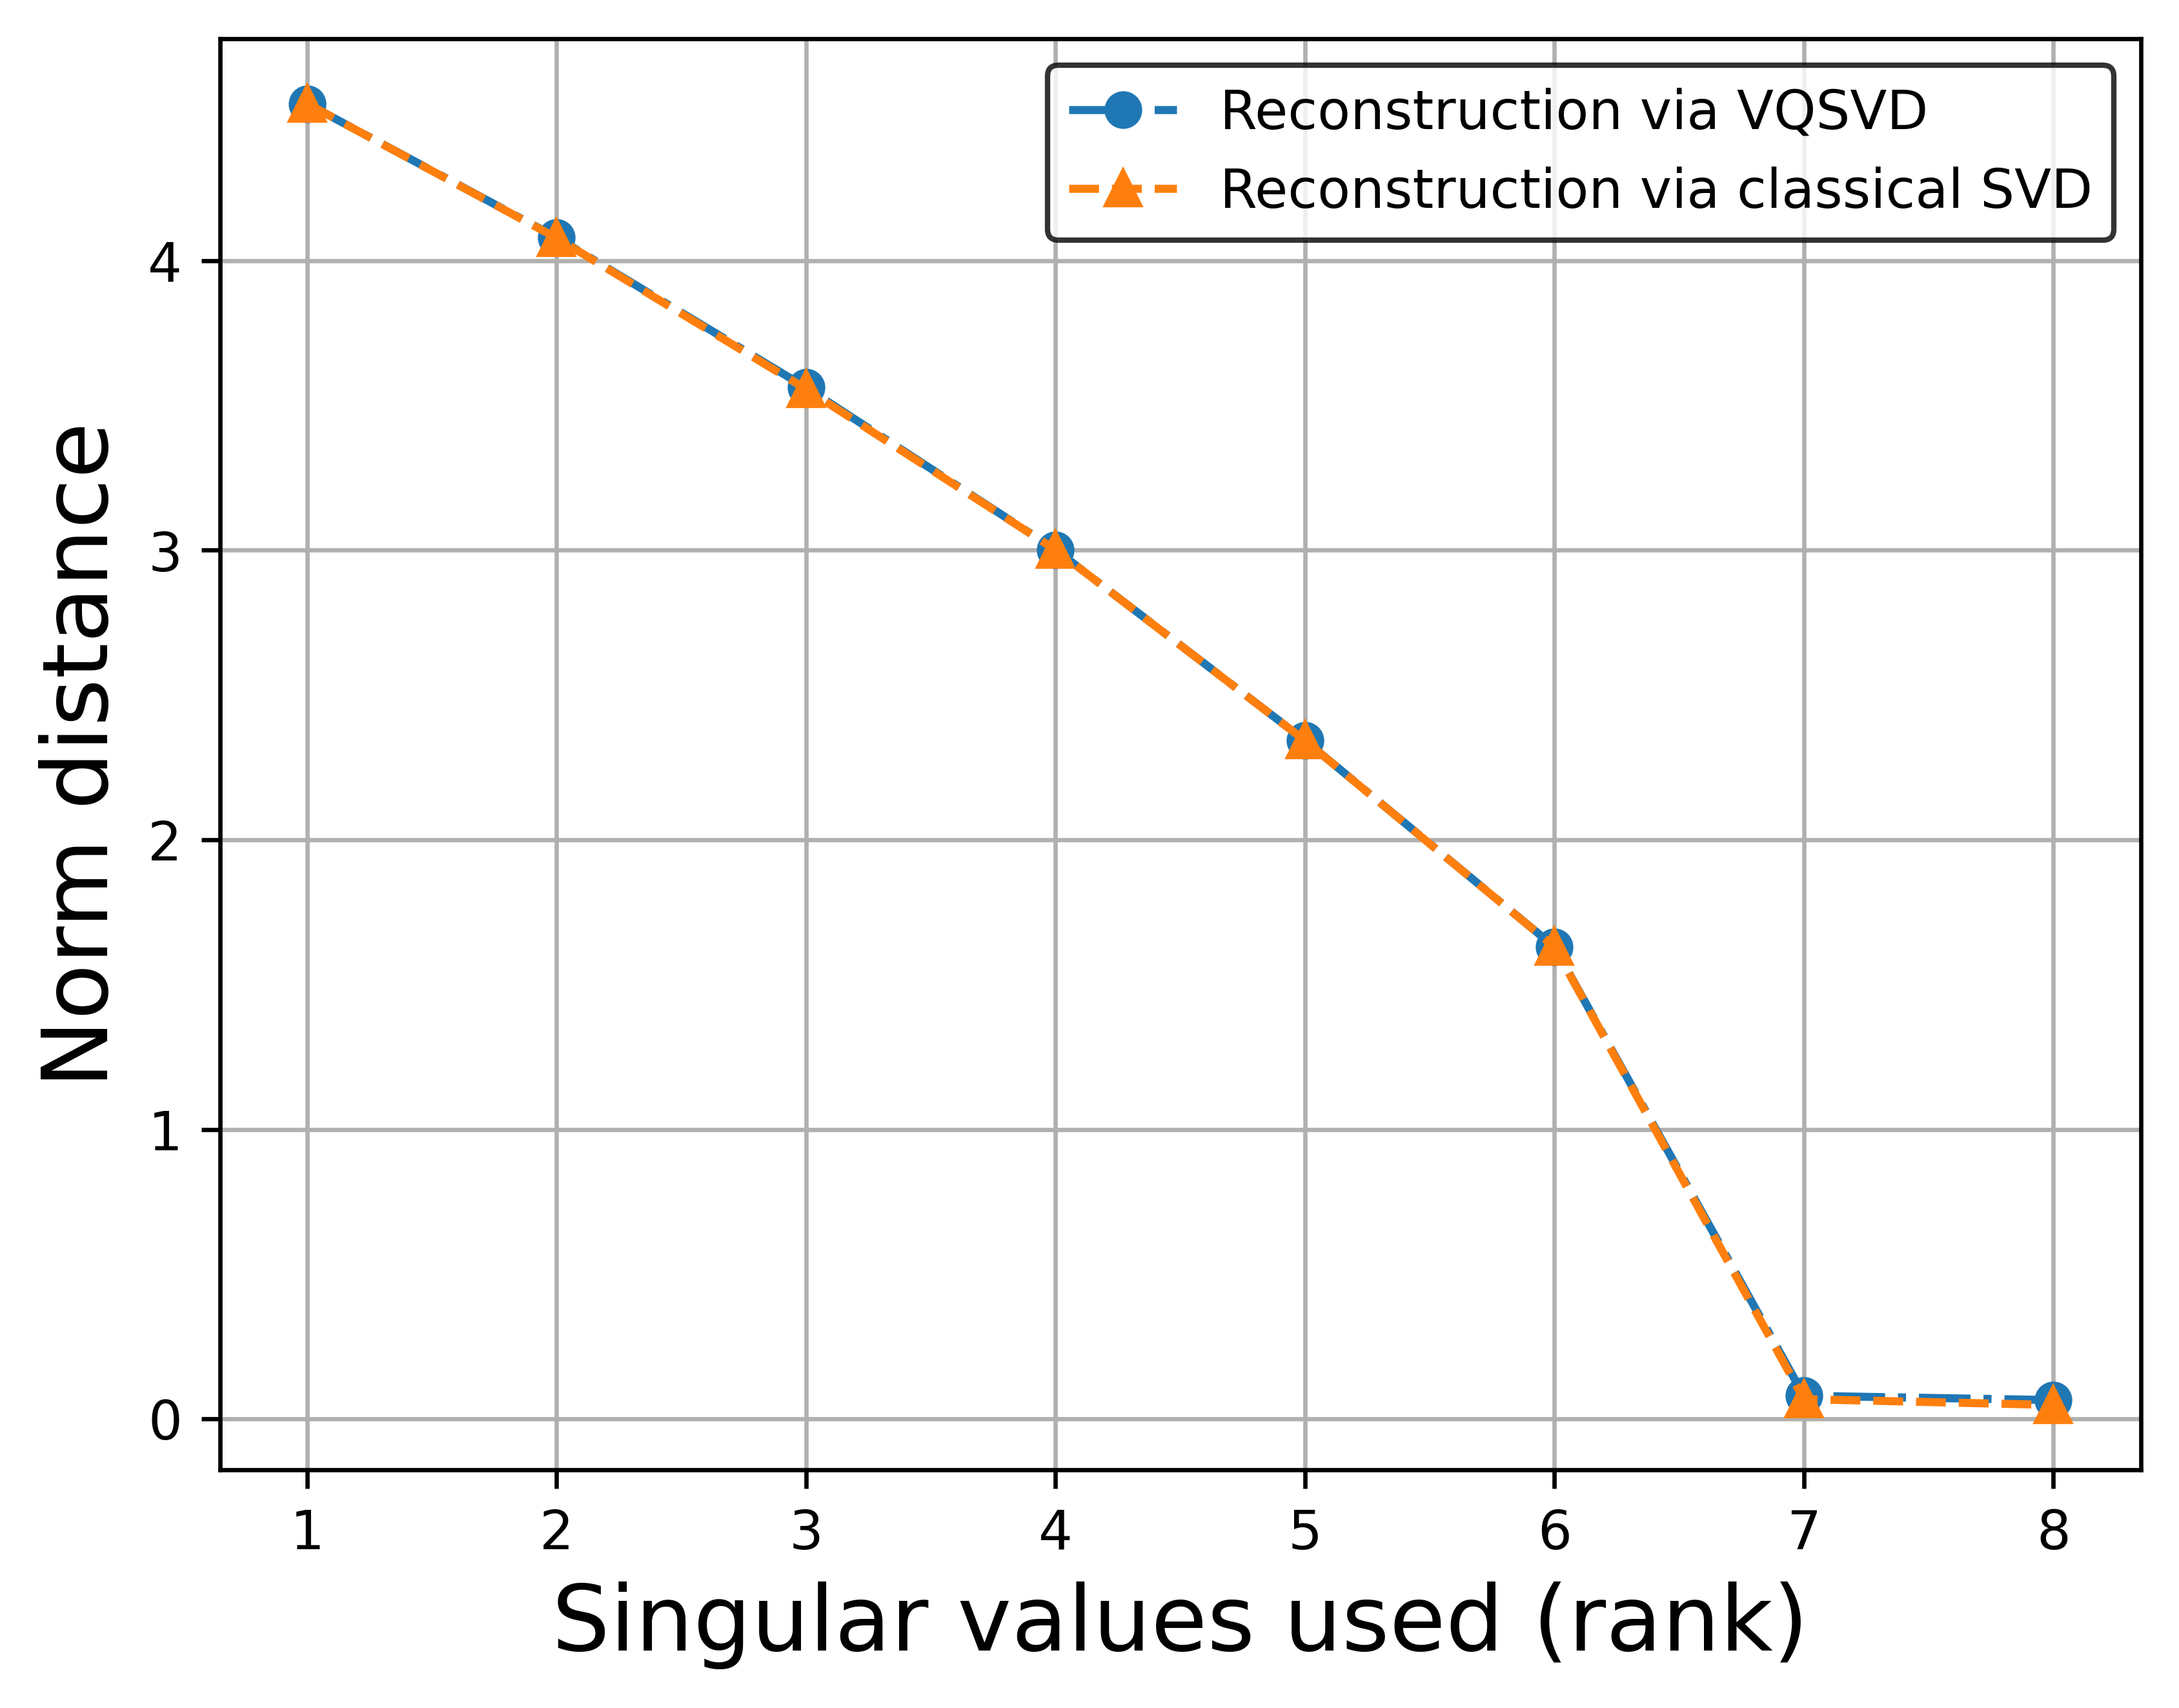 Reconstruction via VQSVD
Reconstruction via classical SVD
Norm distance
4
3
2
1
0
1 2 3 4 5 6 7 8
Singular values used (rank)